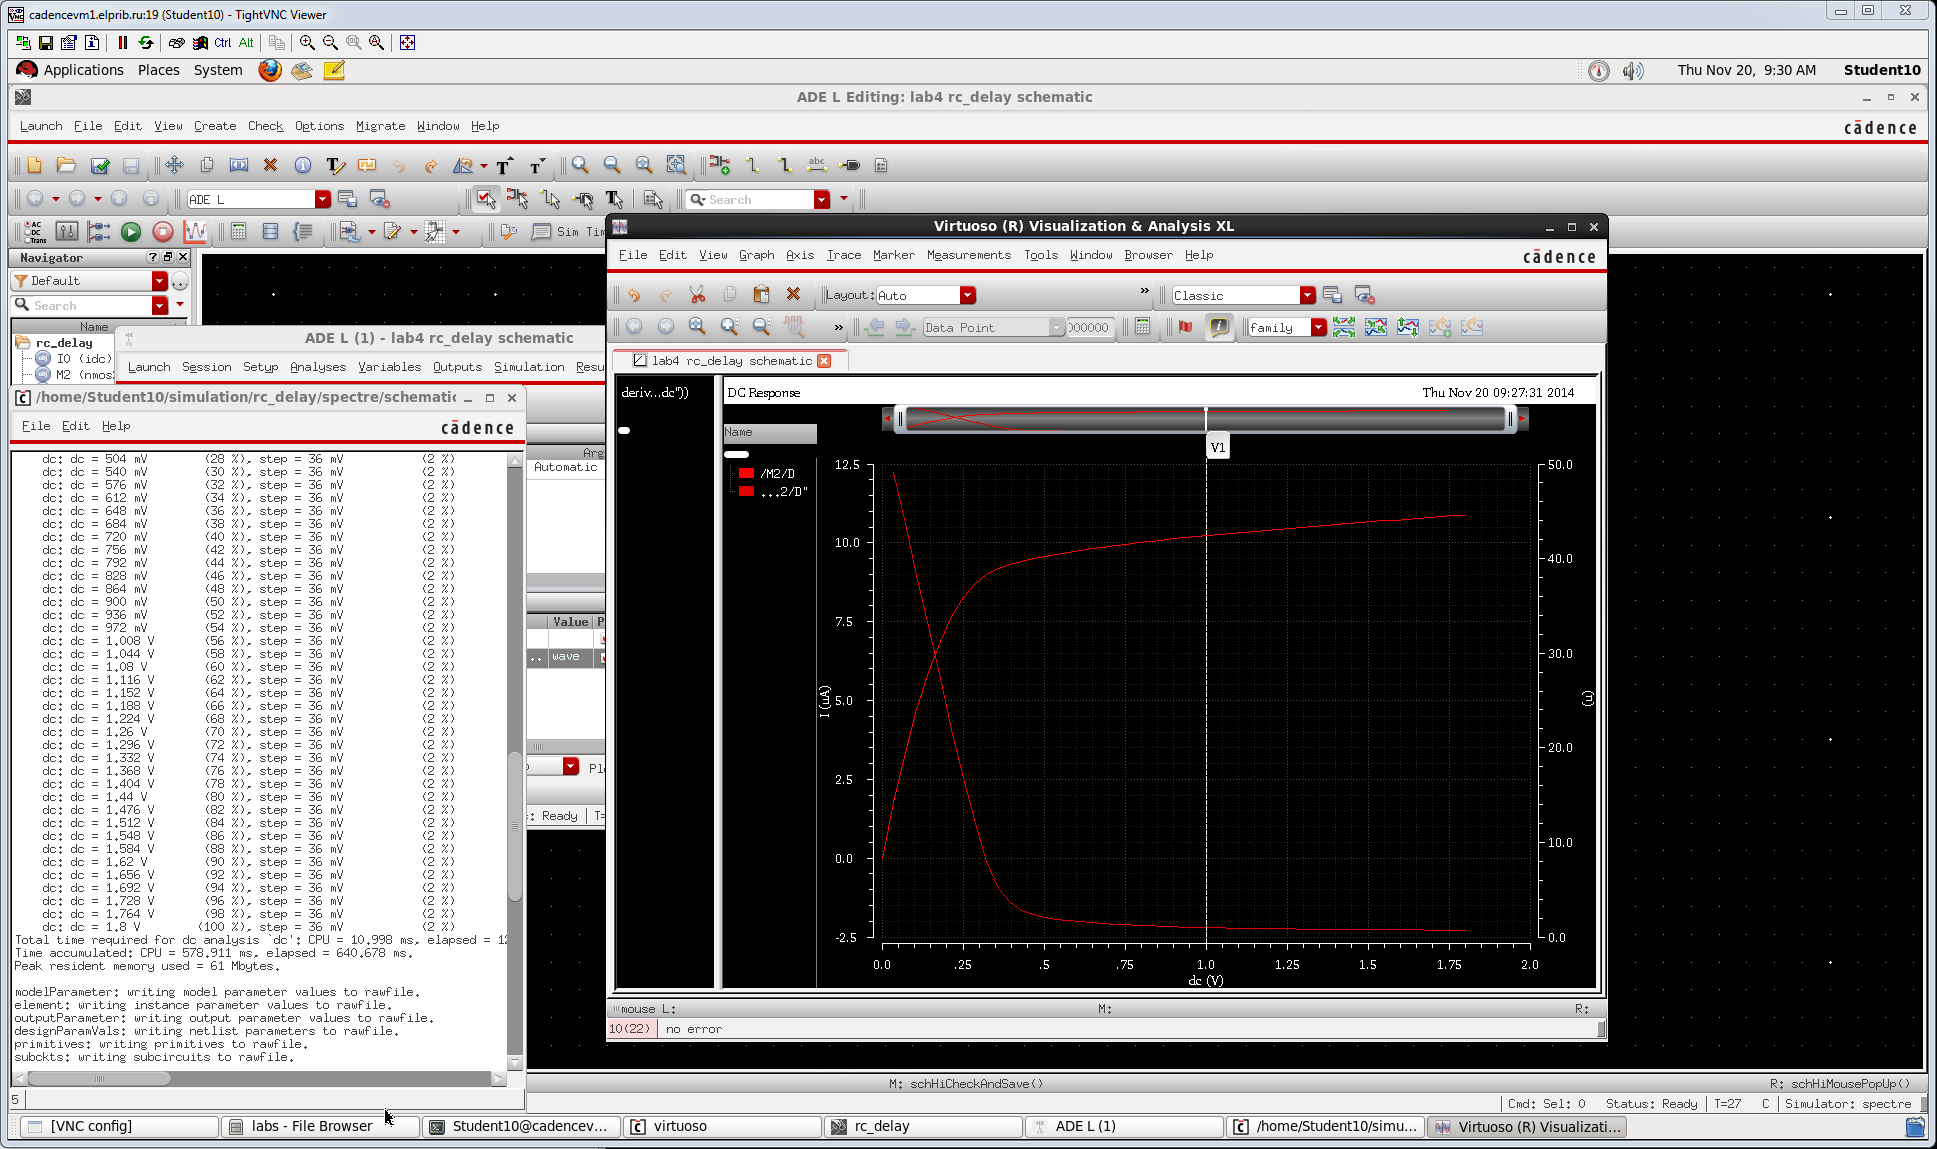 cadencevm1.elprib.ru:19 (Student10) - TightVNC Viewer
Ctrl Alt
Applications Places System Thu Nov 20, 9:30 AM Student10
ADE L Editing: lab4 rc_delay schematic
Launch File Edit View Create Check Options Migrate Window Help
cādence
ADE L
Search
AC
DC
Trans
Sim Tim
Navigator
Default
Search
Name
rc_delay
I0 (idc)
M2 (nmos
ADE L (1) - lab4 rc_delay schematic
Launch Session Setup Analyses Variables Outputs Simulation Resu
Arg
Automatic
Value P
wave
Pl
: Ready T=
/home/Student10/simulation/rc_delay/spectre/schematic
File Edit Help
cādence
dc: dc = 504 mV (28 %), step = 36 mV (2 %)
dc: dc = 540 mV (30 %), step = 36 mV (2 %)
dc: dc = 576 mV (32 %), step = 36 mV (2 %)
dc: dc = 612 mV (34 %), step = 36 mV (2 %)
dc: dc = 648 mV (36 %), step = 36 mV (2 %)
dc: dc = 684 mV (38 %), step = 36 mV (2 %)
dc: dc = 720 mV (40 %), step = 36 mV (2 %)
dc: dc = 756 mV (42 %), step = 36 mV (2 %)
dc: dc = 792 mV (44 %), step = 36 mV (2 %)
dc: dc = 828 mV (46 %), step = 36 mV (2 %)
dc: dc = 864 mV (48 %), step = 36 mV (2 %)
dc: dc = 900 mV (50 %), step = 36 mV (2 %)
dc: dc = 936 mV (52 %), step = 36 mV (2 %)
dc: dc = 972 mV (54 %), step = 36 mV (2 %)
dc: dc = 1.008 V (56 %), step = 36 mV (2 %)
dc: dc = 1.044 V (58 %), step = 36 mV (2 %)
dc: dc = 1.08 V (60 %), step = 36 mV (2 %)
dc: dc = 1.116 V (62 %), step = 36 mV (2 %)
dc: dc = 1.152 V (64 %), step = 36 mV (2 %)
dc: dc = 1.188 V (66 %), step = 36 mV (2 %)
dc: dc = 1.224 V (68 %), step = 36 mV (2 %)
dc: dc = 1.26 V (70 %), step = 36 mV (2 %)
dc: dc = 1.296 V (72 %), step = 36 mV (2 %)
dc: dc = 1.332 V (74 %), step = 36 mV (2 %)
dc: dc = 1.368 V (76 %), step = 36 mV (2 %)
dc: dc = 1.404 V (78 %), step = 36 mV (2 %)
dc: dc = 1.44 V (80 %), step = 36 mV (2 %)
dc: dc = 1.476 V (82 %), step = 36 mV (2 %)
dc: dc = 1.512 V (84 %), step = 36 mV (2 %)
dc: dc = 1.548 V (86 %), step = 36 mV (2 %)
dc: dc = 1.584 V (88 %), step = 36 mV (2 %)
dc: dc = 1.62 V (90 %), step = 36 mV (2 %)
dc: dc = 1.656 V (92 %), step = 36 mV (2 %)
dc: dc = 1.692 V (94 %), step = 36 mV (2 %)
dc: dc = 1.728 V (96 %), step = 36 mV (2 %)
dc: dc = 1.764 V (98 %), step = 36 mV (2 %)
dc: dc = 1.8 V (100 %), step = 36 mV (2 %)
Total time required for dc analysis `dc': CPU = 10.998 ms, elapsed = 12
Time accumulated: CPU = 578.911 ms, elapsed = 640.678 ms.
Peak resident memory used = 61 Mbytes.
modelParameter: writing model parameter values to rawfile.
element: writing instance parameter values to rawfile.
outputParameter: writing output parameter values to rawfile.
designParamVals: writing netlist parameters to rawfile.
primitives: writing primitives to rawfile.
subckts: writing subcircuits to rawfile.
5
Virtuoso (R) Visualization & Analysis XL
File Edit View Graph Axis Trace Marker Measurements Tools Window Browser Help
cādence
Layout: Auto » Classic
» Data Point family
lab4 rc_delay schematic
deriv...dc"))
DC Response Thu Nov 20 09:27:31 2014
Name
/M2/D
...2/D"
V1
12.5
10.0
7.5
5.0
2.5
0.0
-2.5
I (uA)
50.0
40.0
30.0
20.0
10.0
0.0
0.0 .25 .5 .75 1.0 1.25 1.5 1.75 2.0
dc (V)
mouse L: M: R:
10(22) no error
M: schHiCheckAndSave() R: schHiMousePopUp()
Cmd: Sel: 0 Status: Ready T=27 C Simulator: spectre
[VNC config] labs - File Browser Student10@cadencev... virtuoso rc_delay ADE L (1) /home/Student10/simu... Virtuoso (R) Visualizati...